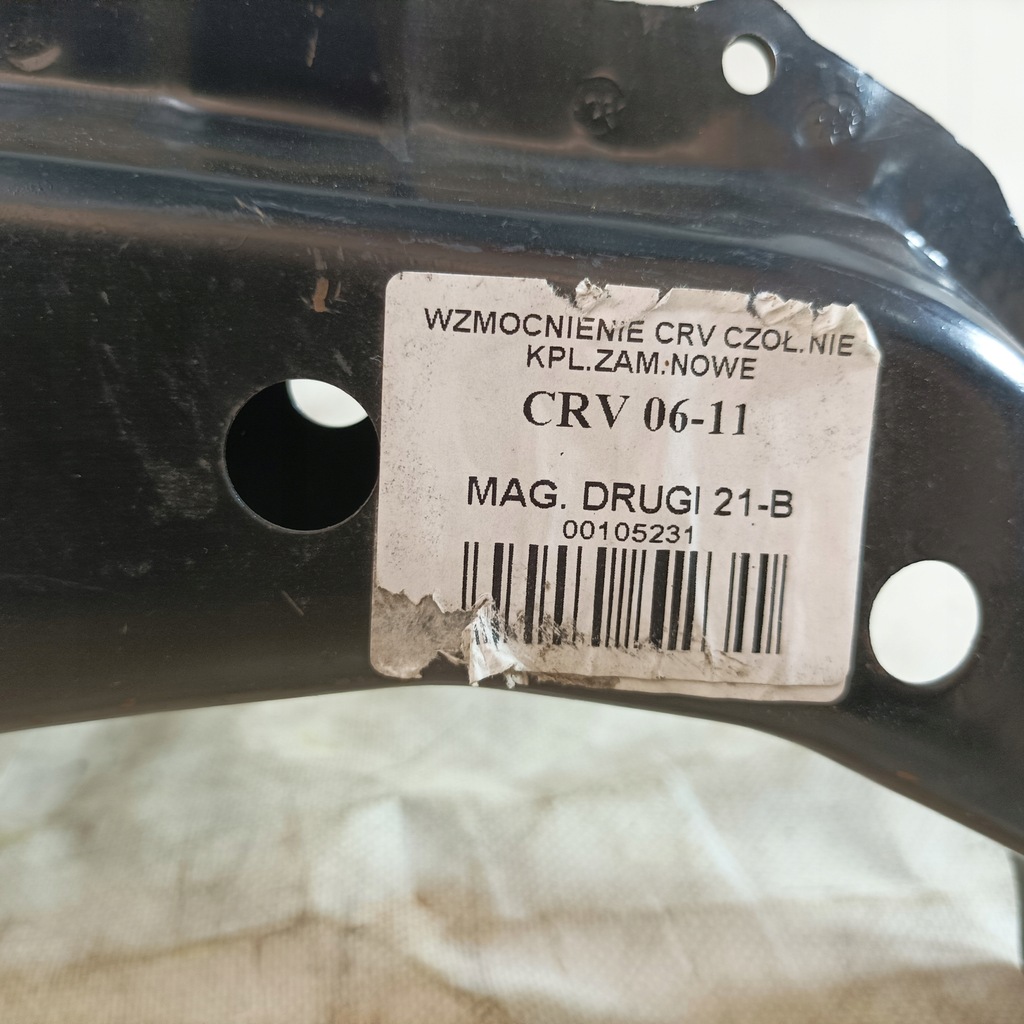 WZMOCNIENIE CRV CZOŁ.NIE
KPL.ZAM.NOWE
CRV 06-11
MAG. DRUGI 21-B
00105231